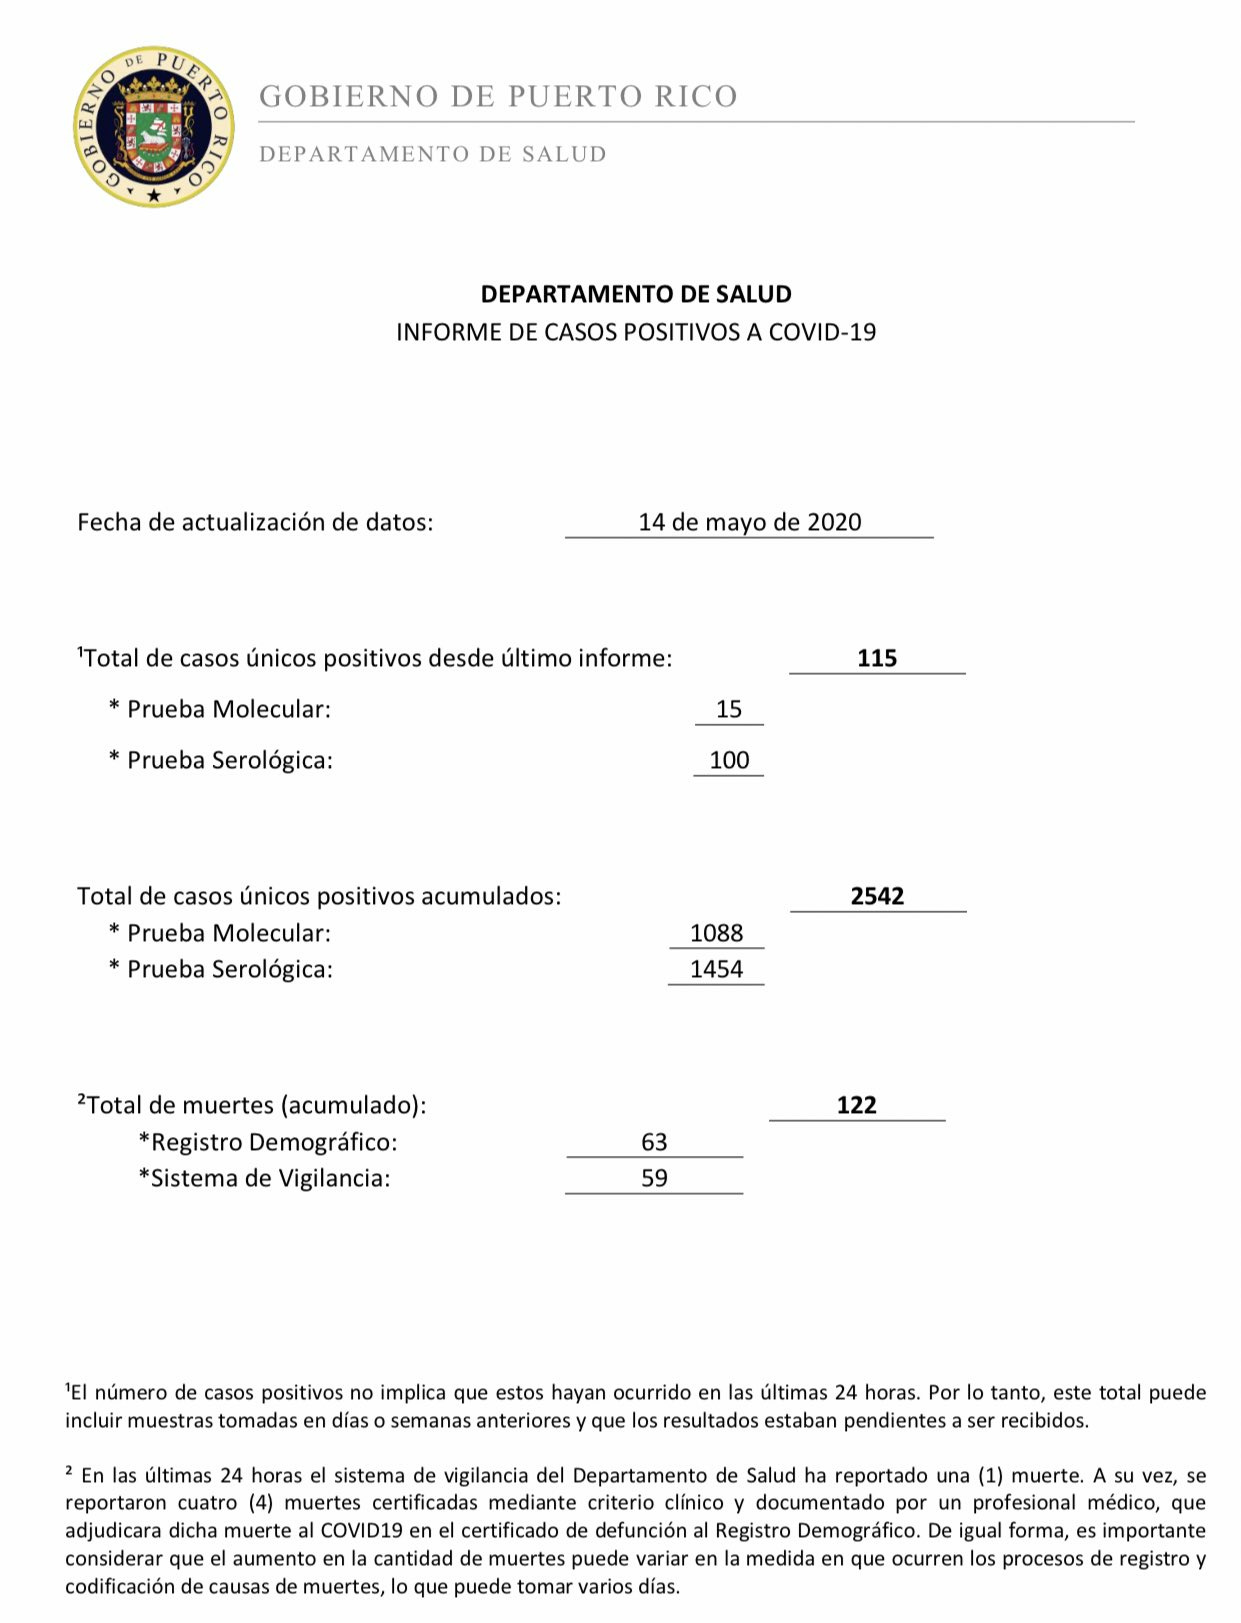 GOBIERNO DE PUERTO RICO
GOBIERNO DE PUERTO RICO
DEPARTAMENTO DE SALUD
DEPARTAMENTO DE SALUD
INFORME DE CASOS POSITIVOS A COVID-19
Fecha de actualización de datos: 14 de mayo de 2020
¹Total de casos únicos positivos desde último informe: 115
* Prueba Molecular: 15
* Prueba Serológica: 100
Total de casos únicos positivos acumulados: 2542
* Prueba Molecular: 1088
* Prueba Serológica: 1454
²Total de muertes (acumulado): 122
*Registro Demográfico: 63
*Sistema de Vigilancia: 59
¹El número de casos positivos no implica que estos hayan ocurrido en las últimas 24 horas. Por lo tanto, este total puede
incluir muestras tomadas en días o semanas anteriores y que los resultados estaban pendientes a ser recibidos.
² En las últimas 24 horas el sistema de vigilancia del Departamento de Salud ha reportado una (1) muerte. A su vez, se
reportaron cuatro (4) muertes certificadas mediante criterio clínico y documentado por un profesional médico, que
adjudicara dicha muerte al COVID19 en el certificado de defunción al Registro Demográfico. De igual forma, es importante
considerar que el aumento en la cantidad de muertes puede variar en la medida en que ocurren los procesos de registro y
codificación de causas de muertes, lo que puede tomar varios días.